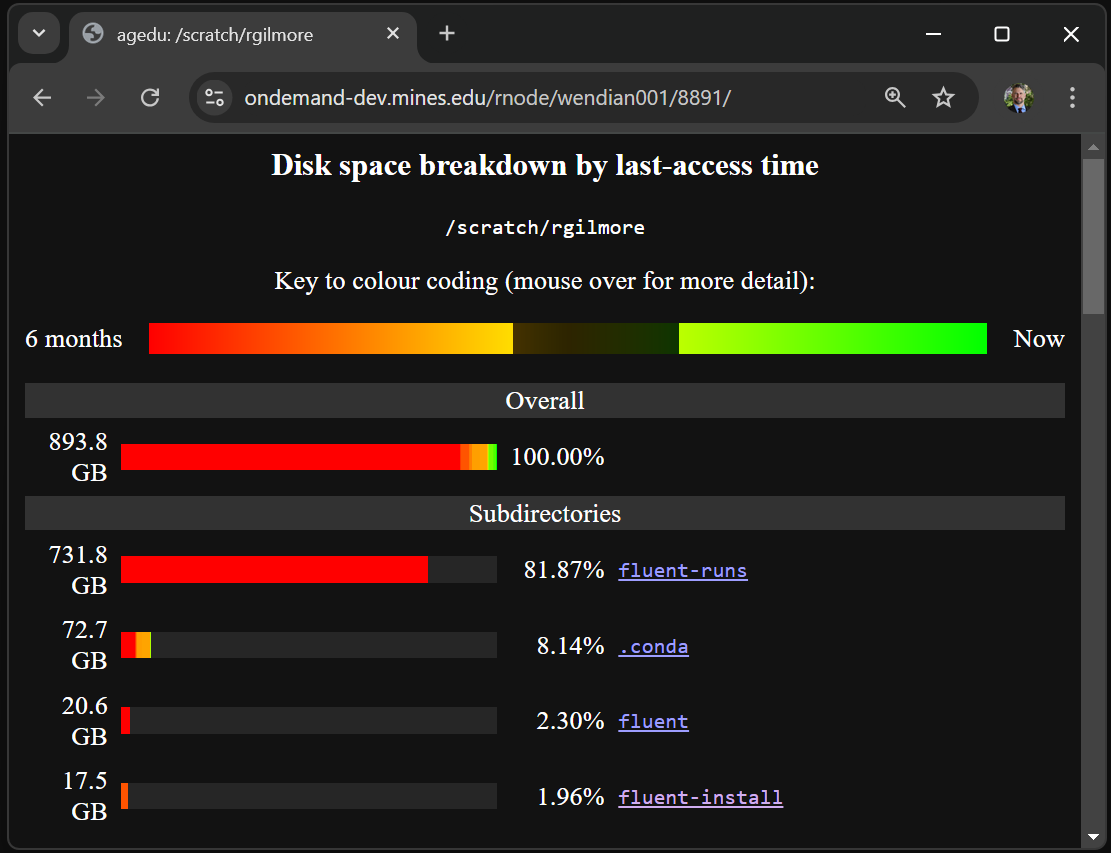 agedu: /scratch/rgilmore
ondemand-dev.mines.edu/rnode/wendian001/8891/
Disk space breakdown by last-access time
/scratch/rgilmore
Key to colour coding (mouse over for more detail):
6 months Now
Overall
893.8 GB 100.00%
Subdirectories
731.8 GB 81.87% fluent-runs
72.7 GB 8.14% .conda
20.6 GB 2.30% fluent
17.5 GB 1.96% fluent-install